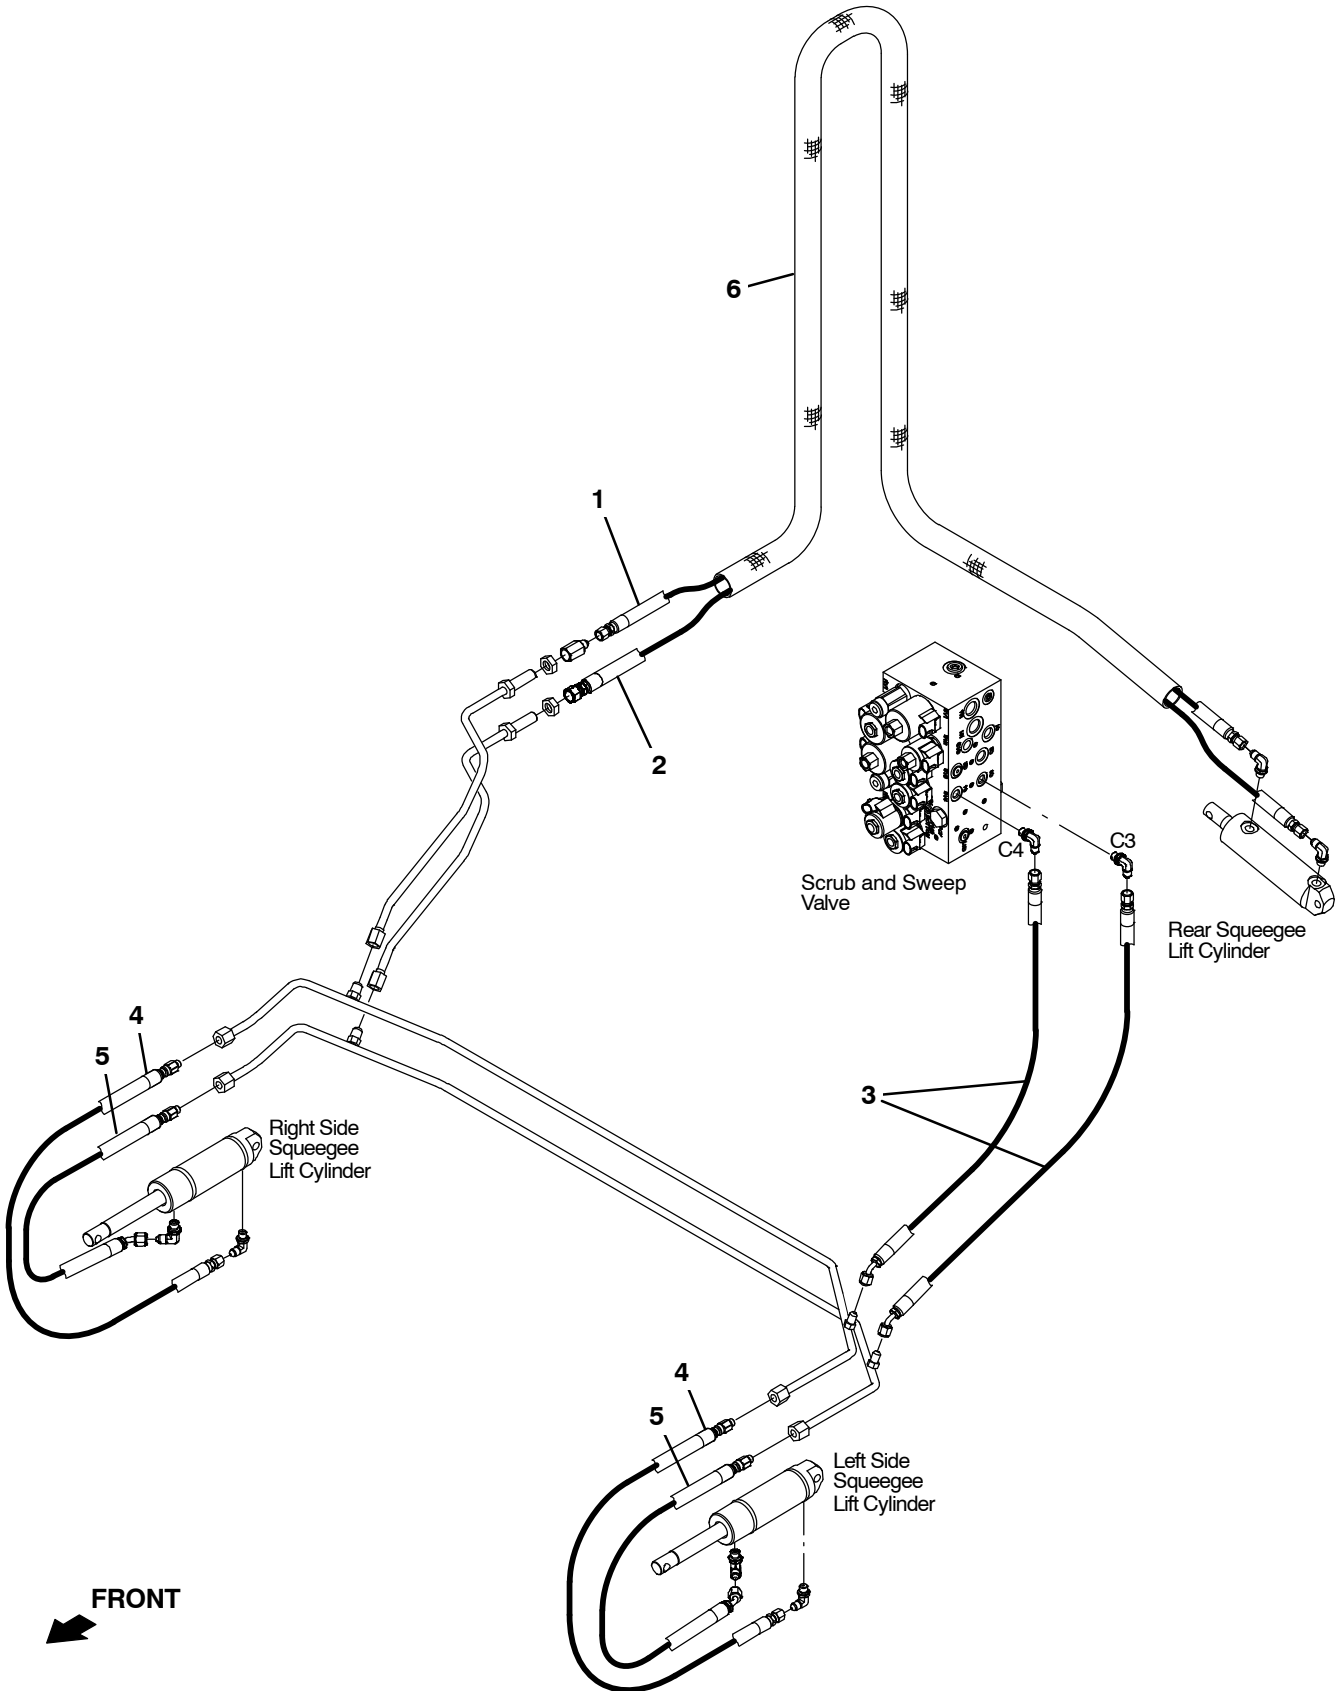 6
1
2
C4
C3
Scrub and Sweep
Valve
Rear Squeegee
Lift Cylinder
4
5
3
Right Side
Squeegee
Lift Cylinder
4
5
Left Side
Squeegee
Lift Cylinder
FRONT